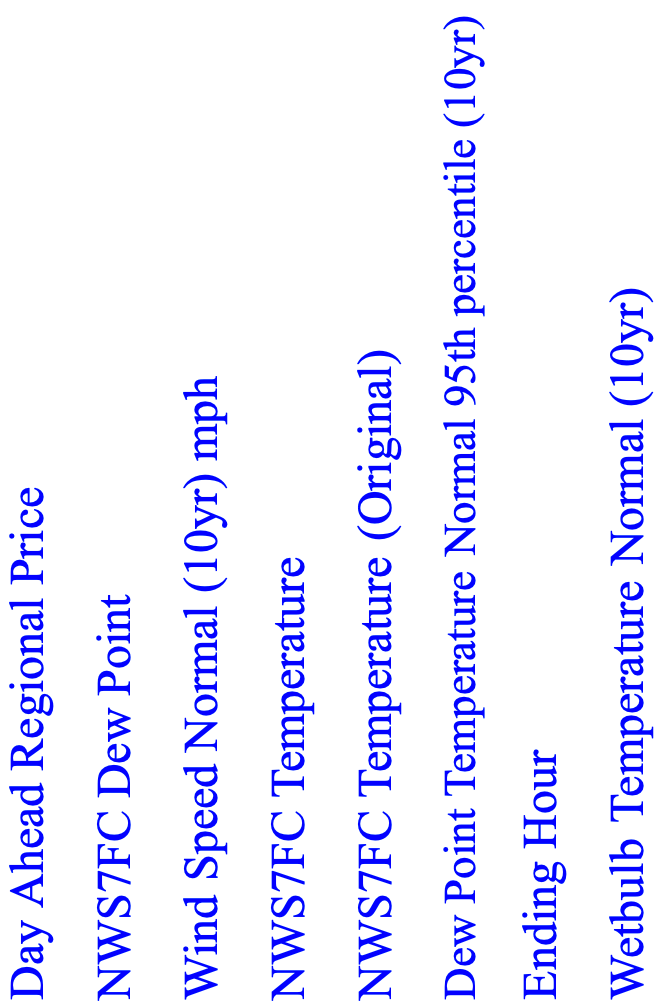 Day Ahead Regional Price
NWS7FC Dew Point
Wind Speed Normal (10yr) mph
NWS7FC Temperature
NWS7FC Temperature (Original)
Dew Point Temperature Normal 95th percentile (10yr)
Ending Hour
Wetbulb Temperature Normal (10yr)